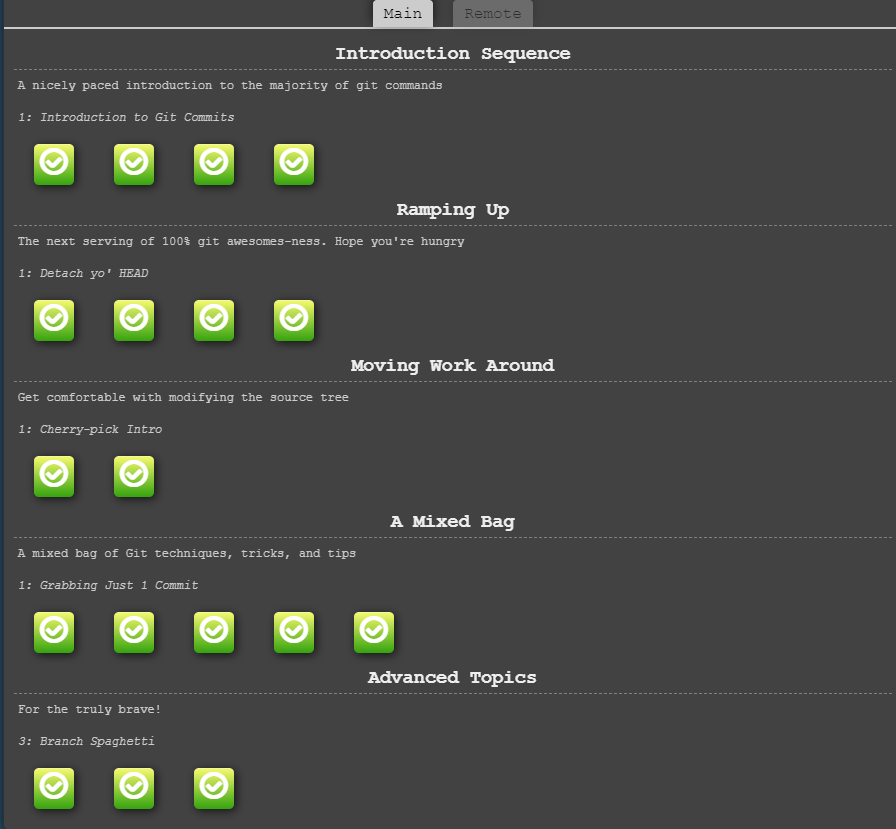 Main Remote
Introduction Sequence
A nicely paced introduction to the majority of git commands
1: Introduction to Git Commits
Ramping Up
The next serving of 100% git awesomes-ness. Hope you're hungry
1: Detach yo' HEAD
Moving Work Around
Get comfortable with modifying the source tree
1: Cherry-pick Intro
A Mixed Bag
A mixed bag of Git techniques, tricks, and tips
1: Grabbing Just 1 Commit
Advanced Topics
For the truly brave!
3: Branch Spaghetti